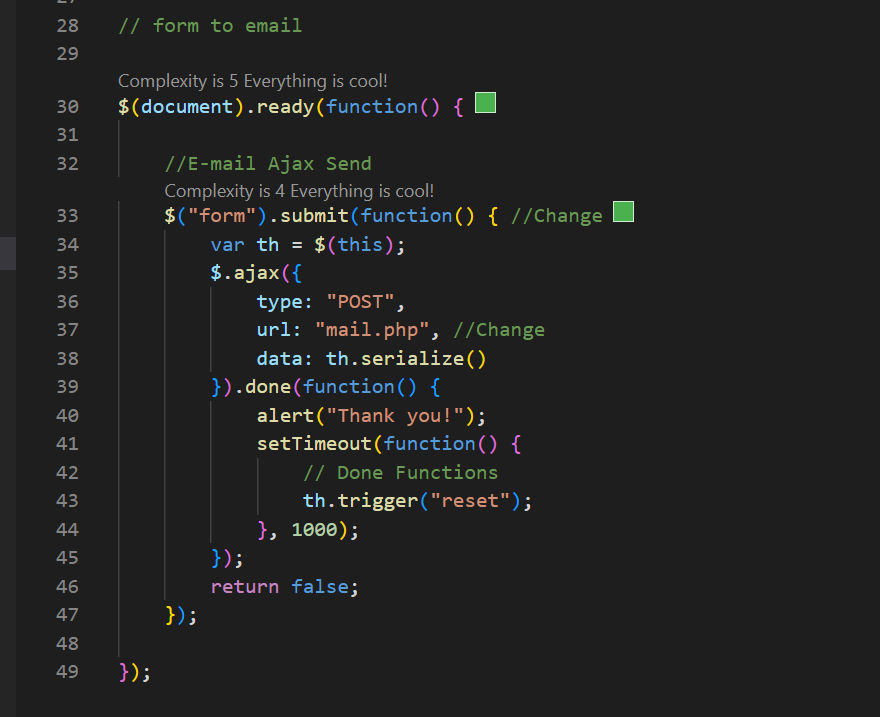 27
28 // form to email
29
Complexity is 5 Everything is cool!
30 $(document).ready(function() {
31
32 //E-mail Ajax Send
Complexity is 4 Everything is cool!
33 $("form").submit(function() { //Change
34 var th = $(this);
35 $.ajax({
36 type: "POST",
37 url: "mail.php", //Change
38 data: th.serialize()
39 }).done(function() {
40 alert("Thank you!");
41 setTimeout(function() {
42 // Done Functions
43 th.trigger("reset");
44 }, 1000);
45 });
46 return false;
47 });
48
49 });